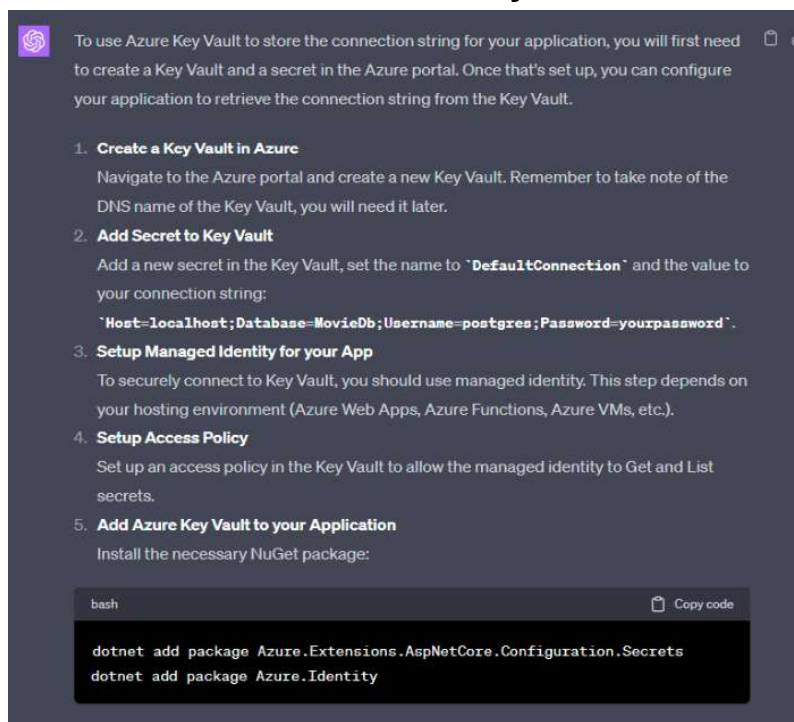 To use Azure Key Vault to store the connection string for your application, you will first need
to create a Key Vault and a secret in the Azure portal. Once that's set up, you can configure
your application to retrieve the connection string from the Key Vault.
1. Create a Key Vault in Azure
Navigate to the Azure portal and create a new Key Vault. Remember to take note of the
DNS name of the Key Vault, you will need it later.
2. Add Secret to Key Vault
Add a new secret in the Key Vault, set the name to `DefaultConnection` and the value to
your connection string:
`Host=localhost;Database=MovieDb;Username=postgres;Password=yourpassword`.
3. Setup Managed Identity for your App
To securely connect to Key Vault, you should use managed identity. This step depends on
your hosting environment (Azure Web Apps, Azure Functions, Azure VMs, etc.).
4. Setup Access Policy
Set up an access policy in the Key Vault to allow the managed identity to Get and List
secrets.
5. Add Azure Key Vault to your Application
Install the necessary NuGet package:
bash Copy code
dotnet add package Azure.Extensions.AspNetCore.Configuration.Secrets
dotnet add package Azure.Identity